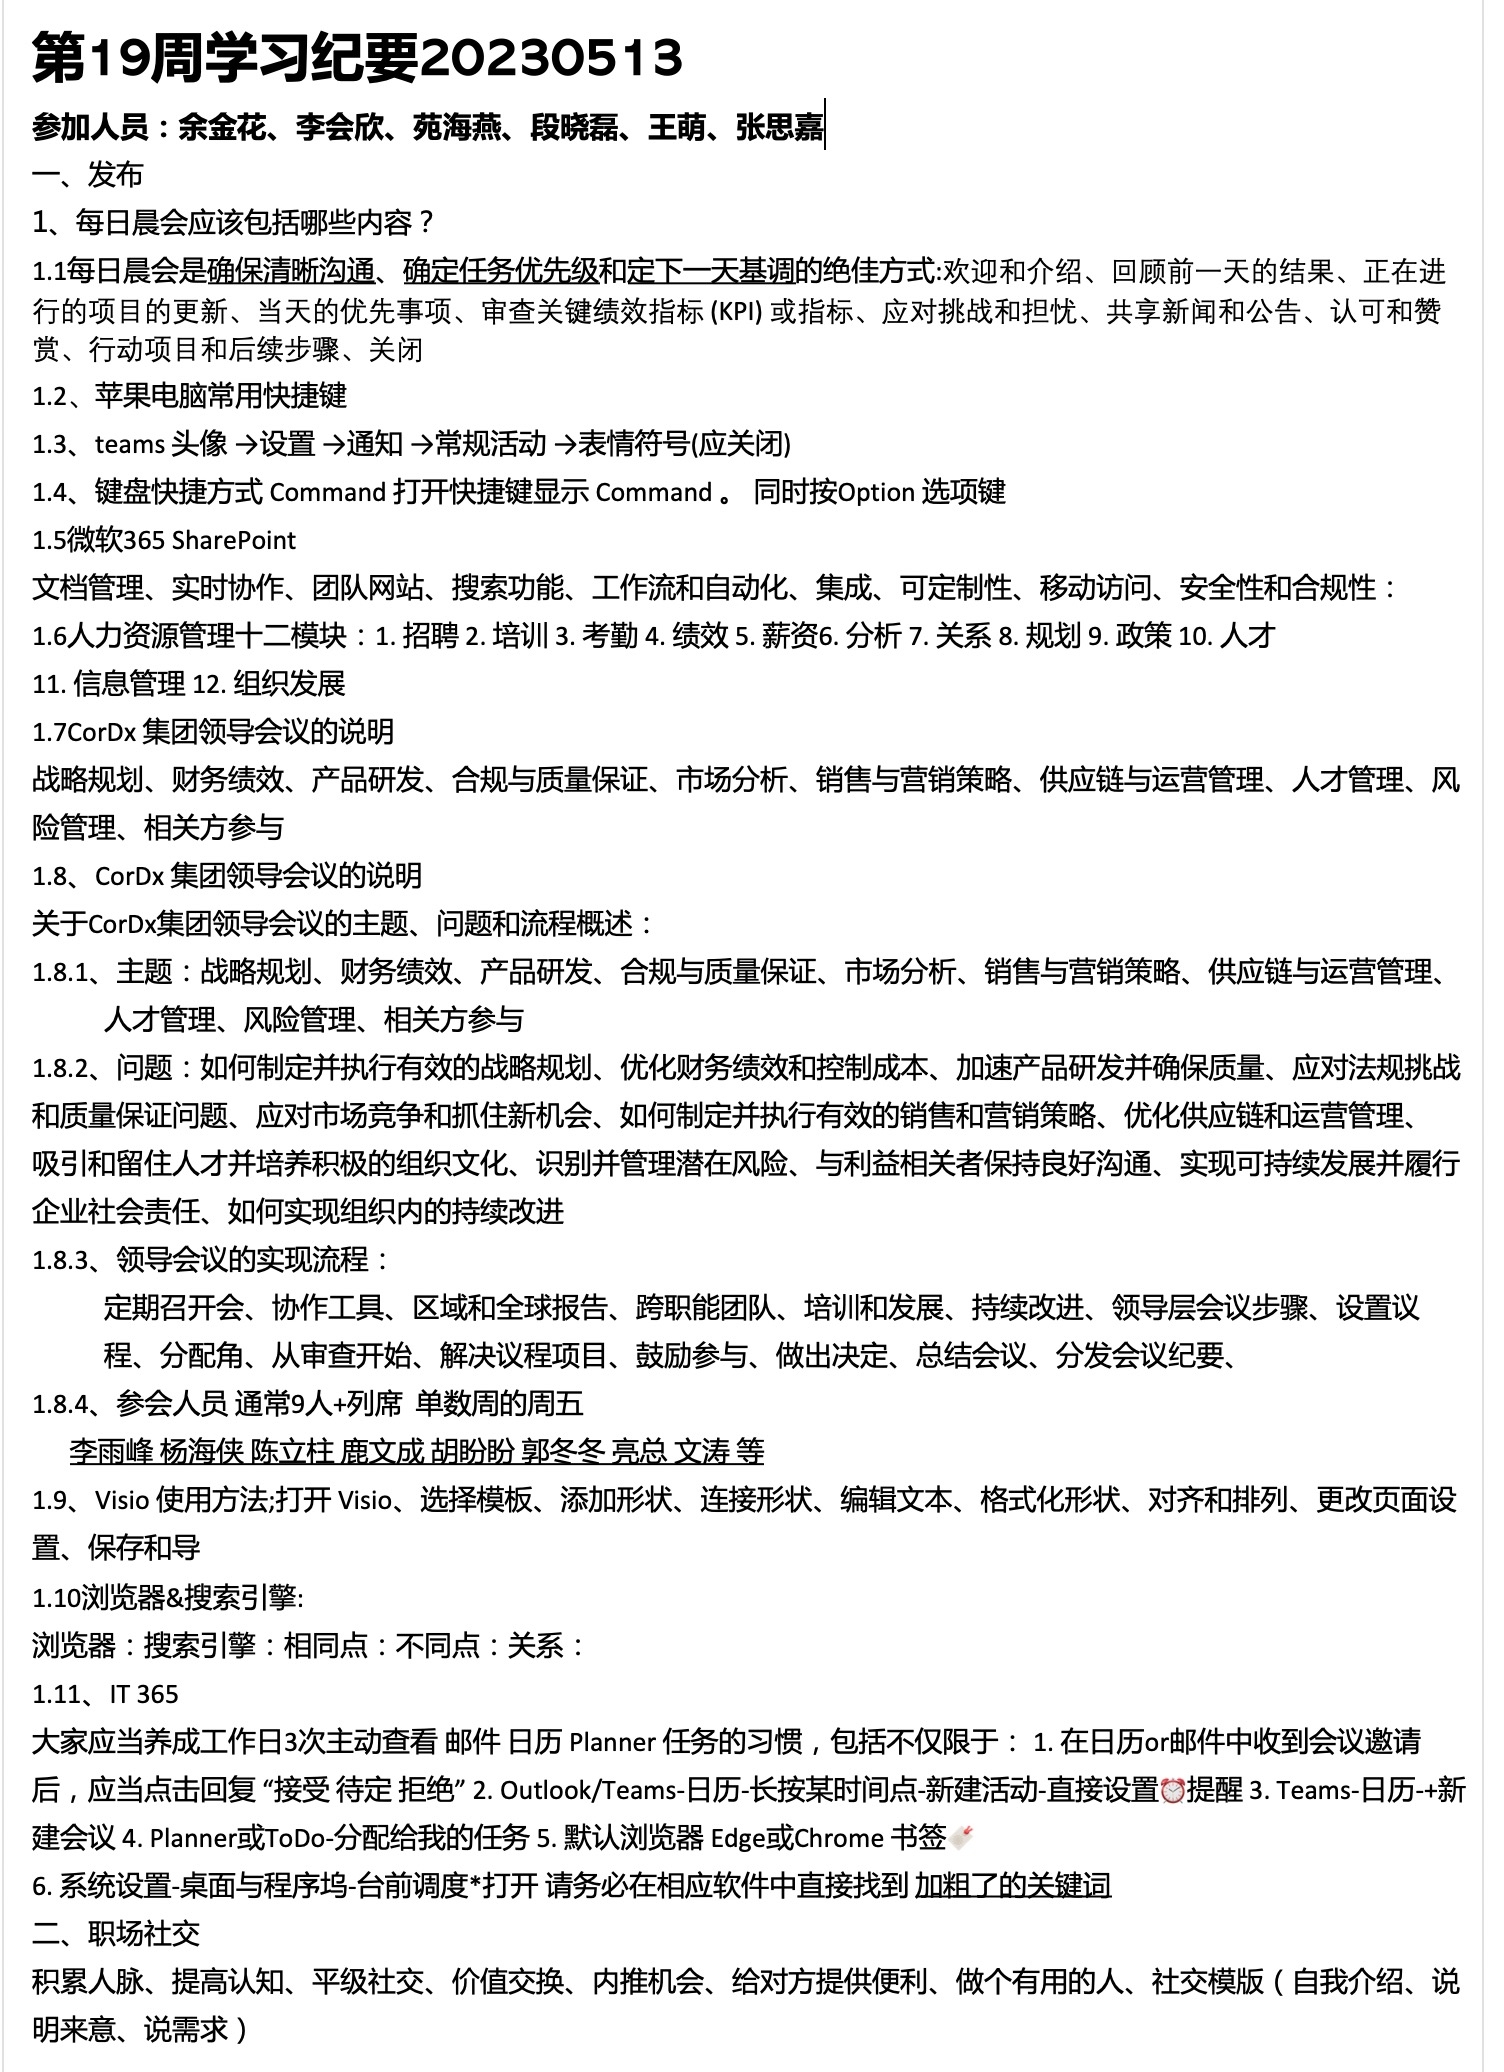 第19周学习纪要20230513
参加人员：余金花、李会欣、苑海燕、段晓磊、王萌、张思嘉
一、发布
1、每日晨会应该包括哪些内容？
1.1每日晨会是确保清晰沟通、确定任务优先级和定下一天基调的绝佳方式:欢迎和介绍、回顾前一天的结果、正在进
行的项目的更新、当天的优先事项、审查关键绩效指标 (KPI) 或指标、应对挑战和担忧、共享新闻和公告、认可和赞
赏、行动项目和后续步骤、关闭
1.2、苹果电脑常用快捷键
1.3、teams 头像 →设置 →通知 →常规活动 →表情符号(应关闭)
1.4、键盘快捷方式 Command 打开快捷键显示 Command 。 同时按Option 选项键
1.5微软365 SharePoint
文档管理、实时协作、团队网站、搜索功能、工作流和自动化、集成、可定制性、移动访问、安全性和合规性：
1.6人力资源管理十二模块：1. 招聘 2. 培训 3. 考勤 4. 绩效 5. 薪资6. 分析 7. 关系 8. 规划 9. 政策 10. 人才
11. 信息管理 12. 组织发展
1.7CorDx 集团领导会议的说明
战略规划、财务绩效、产品研发、合规与质量保证、市场分析、销售与营销策略、供应链与运营管理、人才管理、风
险管理、相关方参与
1.8、CorDx 集团领导会议的说明
关于CorDx集团领导会议的主题、问题和流程概述：
1.8.1、主题：战略规划、财务绩效、产品研发、合规与质量保证、市场分析、销售与营销策略、供应链与运营管理、
人才管理、风险管理、相关方参与
1.8.2、问题：如何制定并执行有效的战略规划、优化财务绩效和控制成本、加速产品研发并确保质量、应对法规挑战
和质量保证问题、应对市场竞争和抓住新机会、如何制定并执行有效的销售和营销策略、优化供应链和运营管理、
吸引和留住人才并培养积极的组织文化、识别并管理潜在风险、与利益相关者保持良好沟通、实现可持续发展并履行
企业社会责任、如何实现组织内的持续改进
1.8.3、领导会议的实现流程：
定期召开会、协作工具、区域和全球报告、跨职能团队、培训和发展、持续改进、领导层会议步骤、设置议
程、分配角、从审查开始、解决议程项目、鼓励参与、做出决定、总结会议、分发会议纪要、
1.8.4、参会人员 通常9人+列席 单数周的周五
李雨峰 杨海侠 陈立柱 鹿文成 胡盼盼 郭冬冬 亮总 文涛 等
1.9、Visio 使用方法;打开 Visio、选择模板、添加形状、连接形状、编辑文本、格式化形状、对齐和排列、更改页面设
置、保存和导
1.10浏览器&搜索引擎:
浏览器：搜索引擎：相同点：不同点：关系：
1.11、IT 365
大家应当养成工作日3次主动查看 邮件 日历 Planner 任务的习惯，包括不仅限于： 1. 在日历or邮件中收到会议邀请
后，应当点击回复 “接受 待定 拒绝” 2. Outlook/Teams-日历-长按某时间点-新建活动-直接设置⏰提醒 3. Teams-日历-+新
建会议 4. Planner或ToDo-分配给我的任务 5. 默认浏览器 Edge或Chrome 书签🔖
6. 系统设置-桌面与程序坞-台前调度*打开 请务必在相应软件中直接找到 加粗了的关键词
二、职场社交
积累人脉、提高认知、平级社交、价值交换、内推机会、给对方提供便利、做个有用的人、社交模版（自我介绍、说
明来意、说需求）